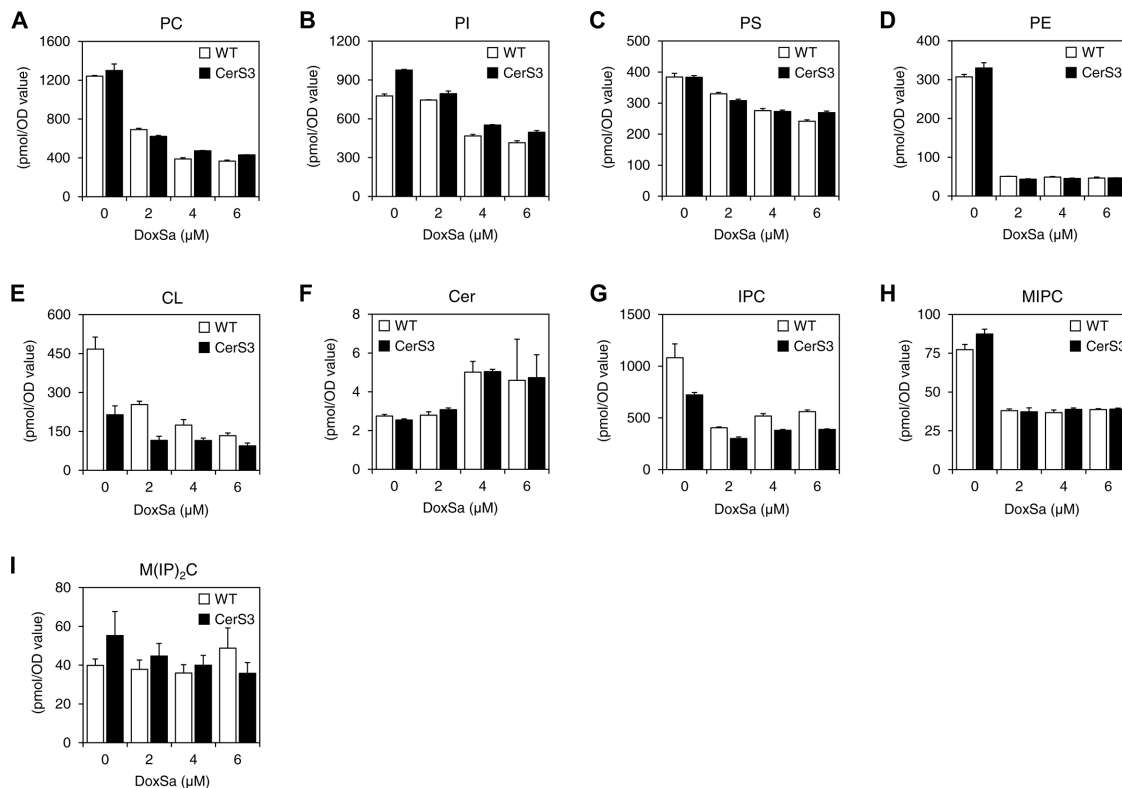 A
PC
1600
1200
800
400
0
(pmol/OD value)
WT
CerS3
0 2 4 6
DoxSa (µM)
B
PI
1200
900
600
300
0
(pmol/OD value)
WT
CerS3
0 2 4 6
DoxSa (µM)
C
PS
500
400
300
200
100
0
(pmol/OD value)
WT
CerS3
0 2 4 6
DoxSa (µM)
D
PE
400
300
200
100
0
(pmol/OD value)
WT
CerS3
0 2 4 6
DoxSa (µM)
E
CL
600
450
300
150
0
(pmol/OD value)
WT
CerS3
0 2 4 6
DoxSa (µM)
F
Cer
8
6
4
2
0
(pmol/OD value)
WT
CerS3
0 2 4 6
DoxSa (µM)
G
IPC
1500
1000
500
0
(pmol/OD value)
WT
CerS3
0 2 4 6
DoxSa (µM)
H
MIPC
100
75
50
25
0
(pmol/OD value)
WT
CerS3
0 2 4 6
DoxSa (µM)
I
M(IP)₂C
80
60
40
20
0
(pmol/OD value)
WT
CerS3
0 2 4 6
DoxSa (µM)